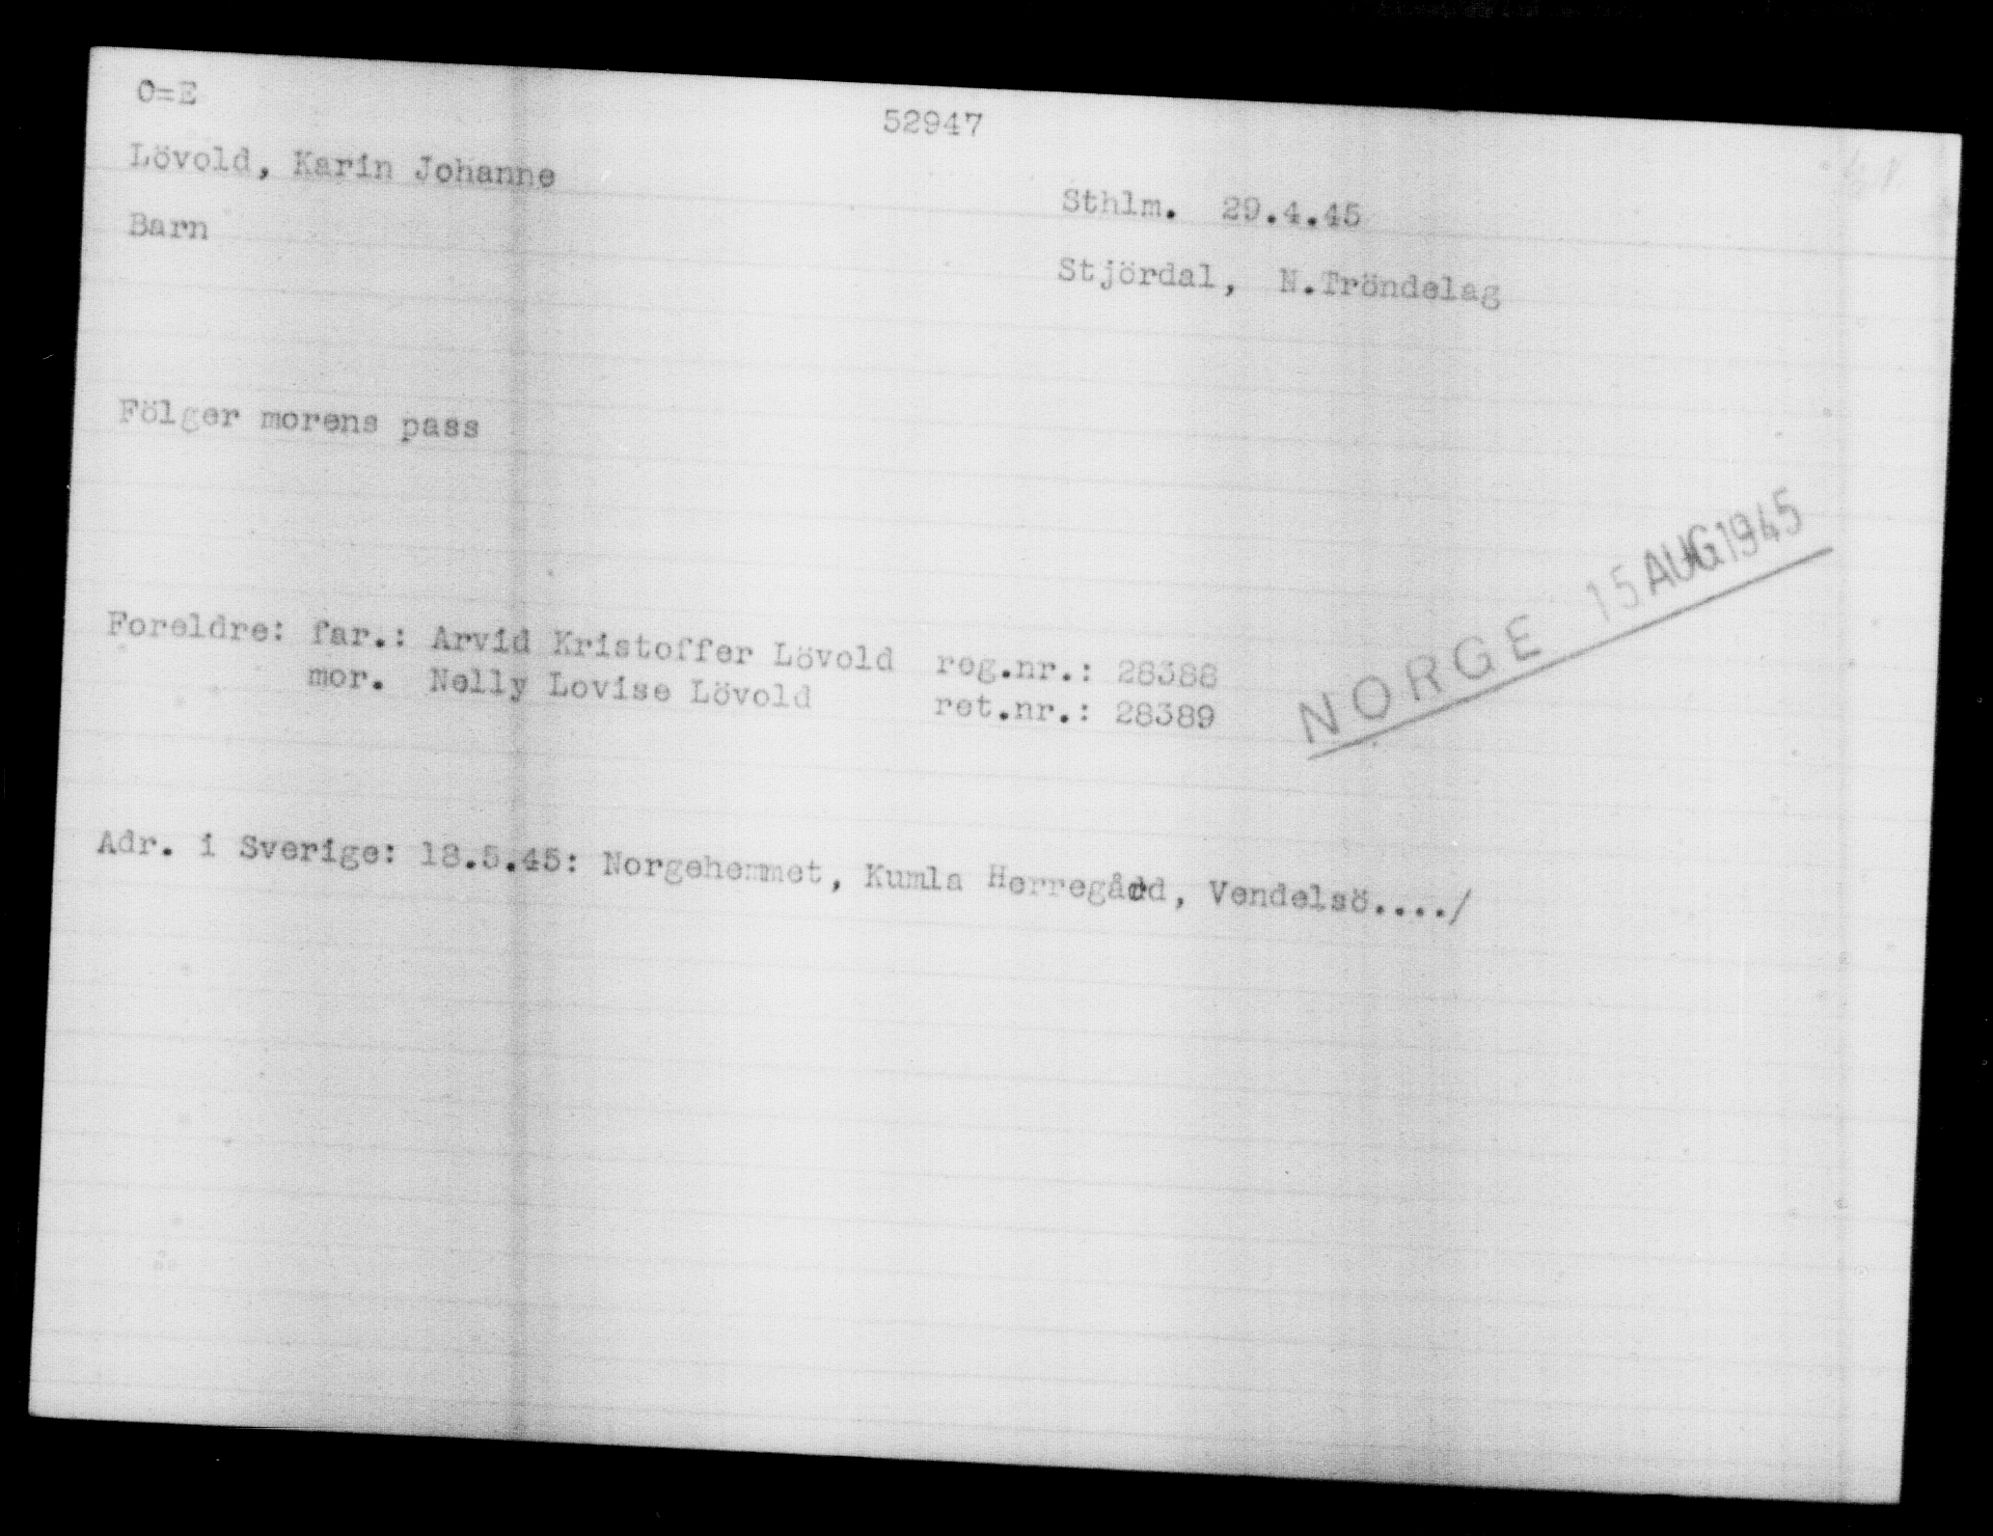 O=E
52947
Lövold, Karin Johanne
Sthlm. 29.4.45
Barn
Stjördal, N.Tröndelag
Fölger morens pass
NORGE 15 AUG 1945
Foreldre: far.: Arvid Kristoffer Lövold reg.nr.: 28388
mor. Nelly Lovise Lövold ret.nr.: 28389
Adr. i Sverige: 18.5.45: Norgehemmet, Kumla Herregård, Vendelsö..../